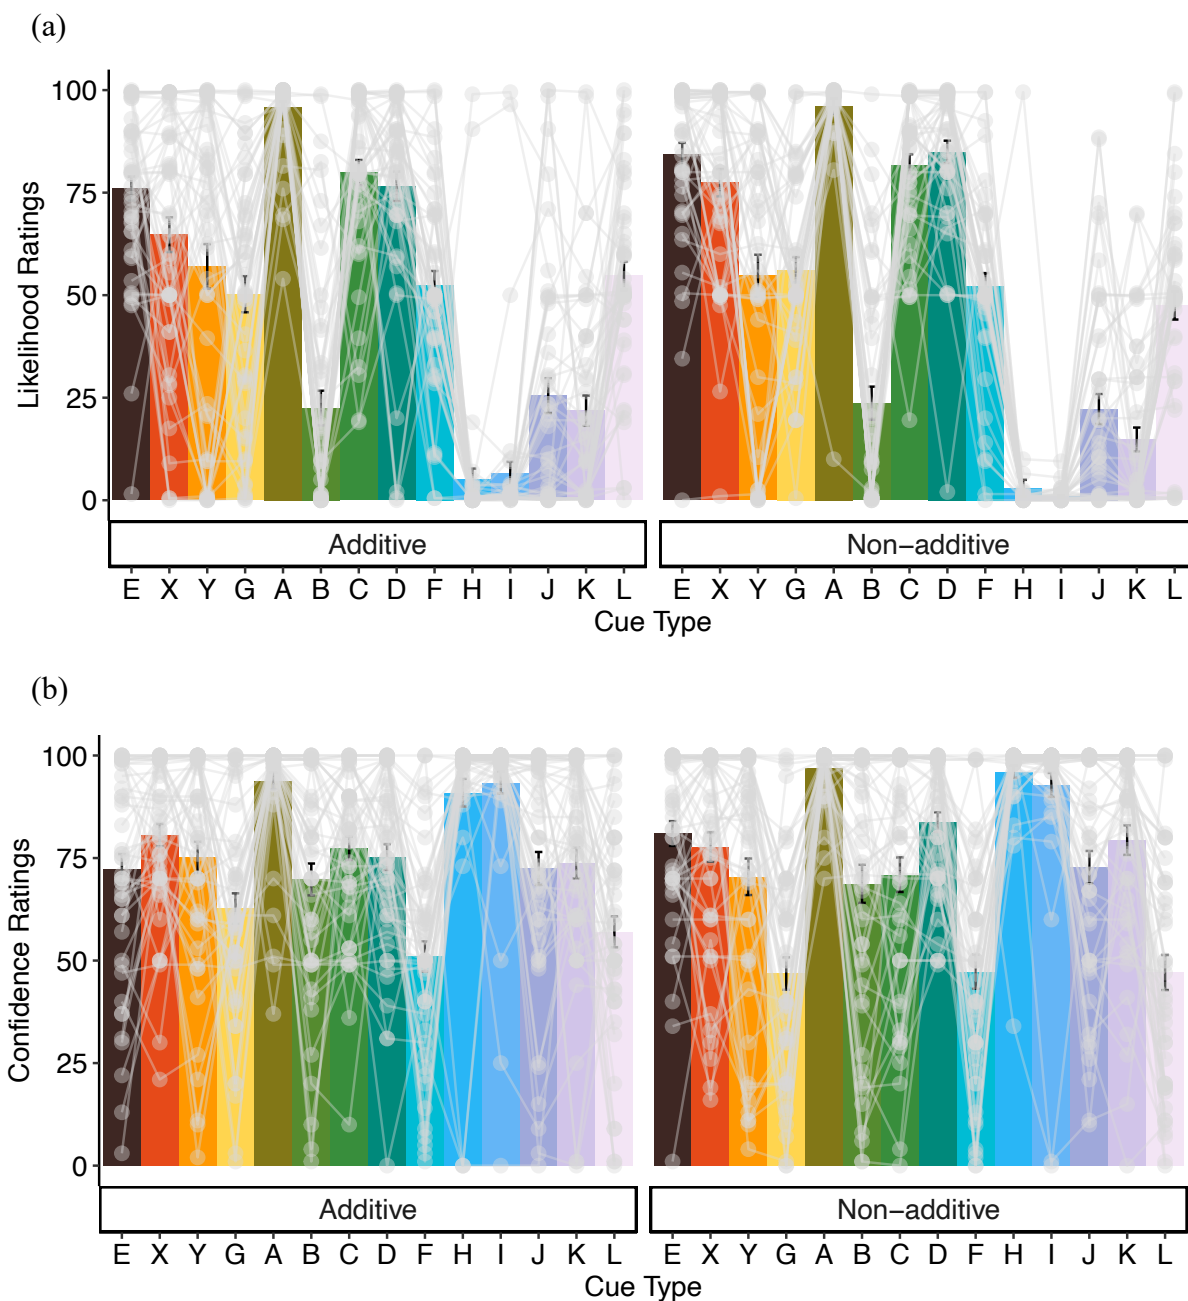 (a)
Likelihood Ratings
100
75
50
25
0
Additive
Non−additive
E X Y G A B C D F H I J K L
E X Y G A B C D F H I J K L
Cue Type
(b)
Confidence Ratings
100
75
50
25
0
Additive
Non−additive
E X Y G A B C D F H I J K L
E X Y G A B C D F H I J K L
Cue Type